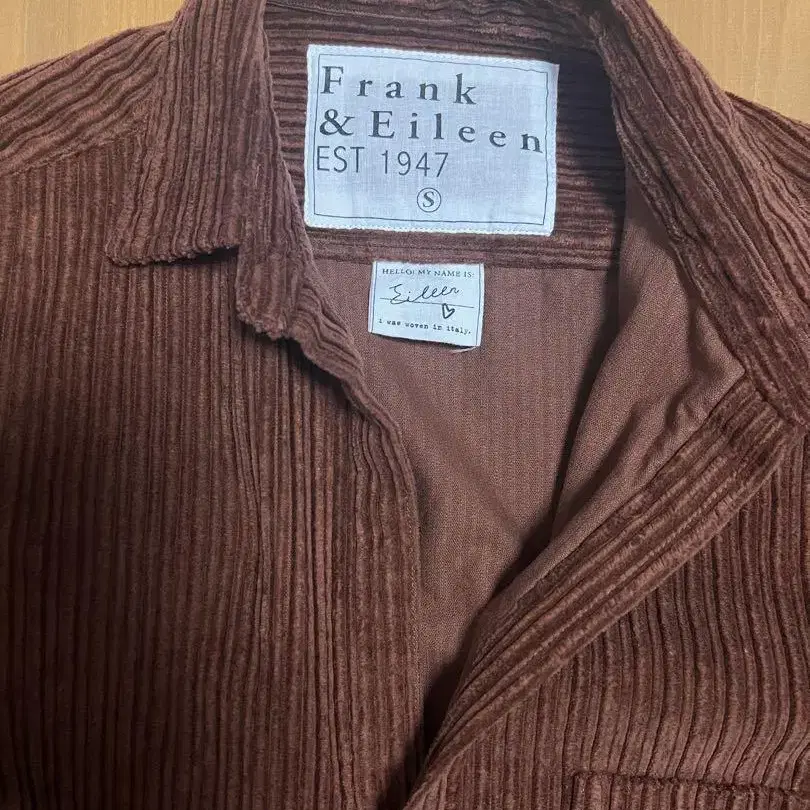 Frank
& Eileen
EST 1947
S
HELLO! MY NAME IS:
Eileen
i was woven in italy.